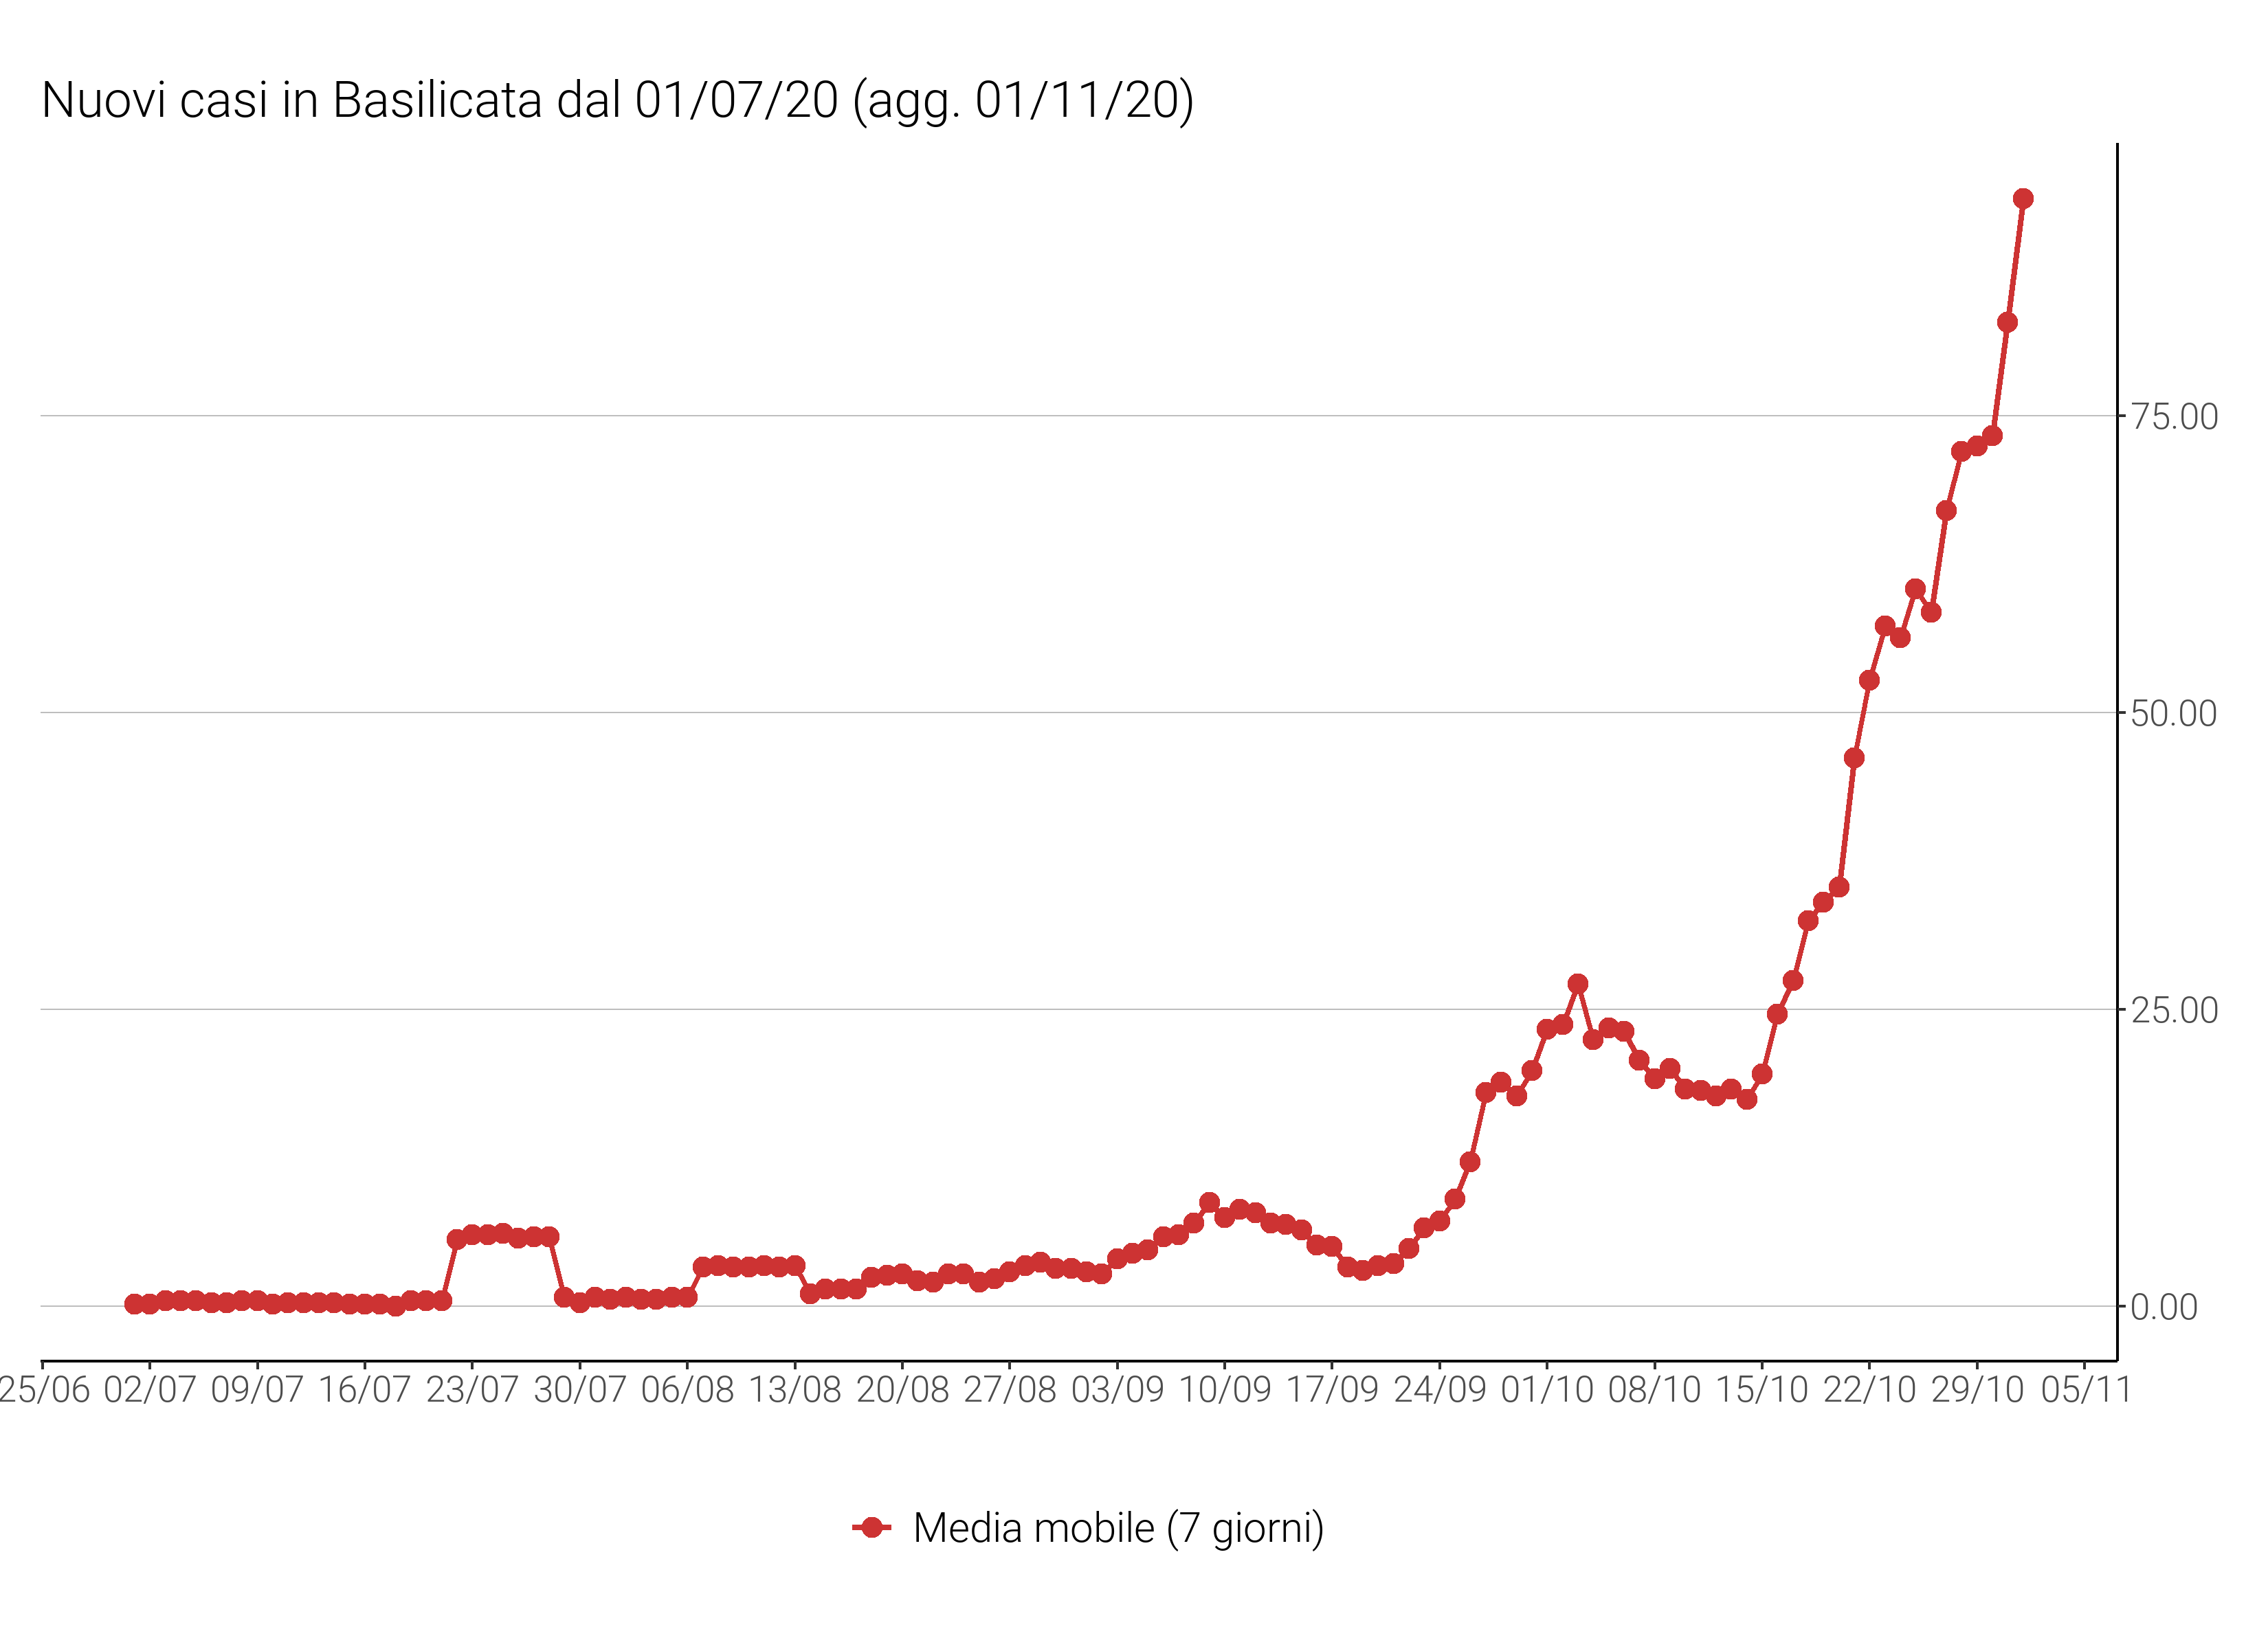 Nuovi casi in Basilicata dal 01/07/20 (agg. 01/11/20)
75.00
50.00
25.00
0.00
25/06 02/07 09/07 16/07 23/07 30/07 06/08 13/08 20/08 27/08 03/09 10/09 17/09 24/09 01/10 08/10 15/10 22/10 29/10 05/11
Media mobile (7 giorni)